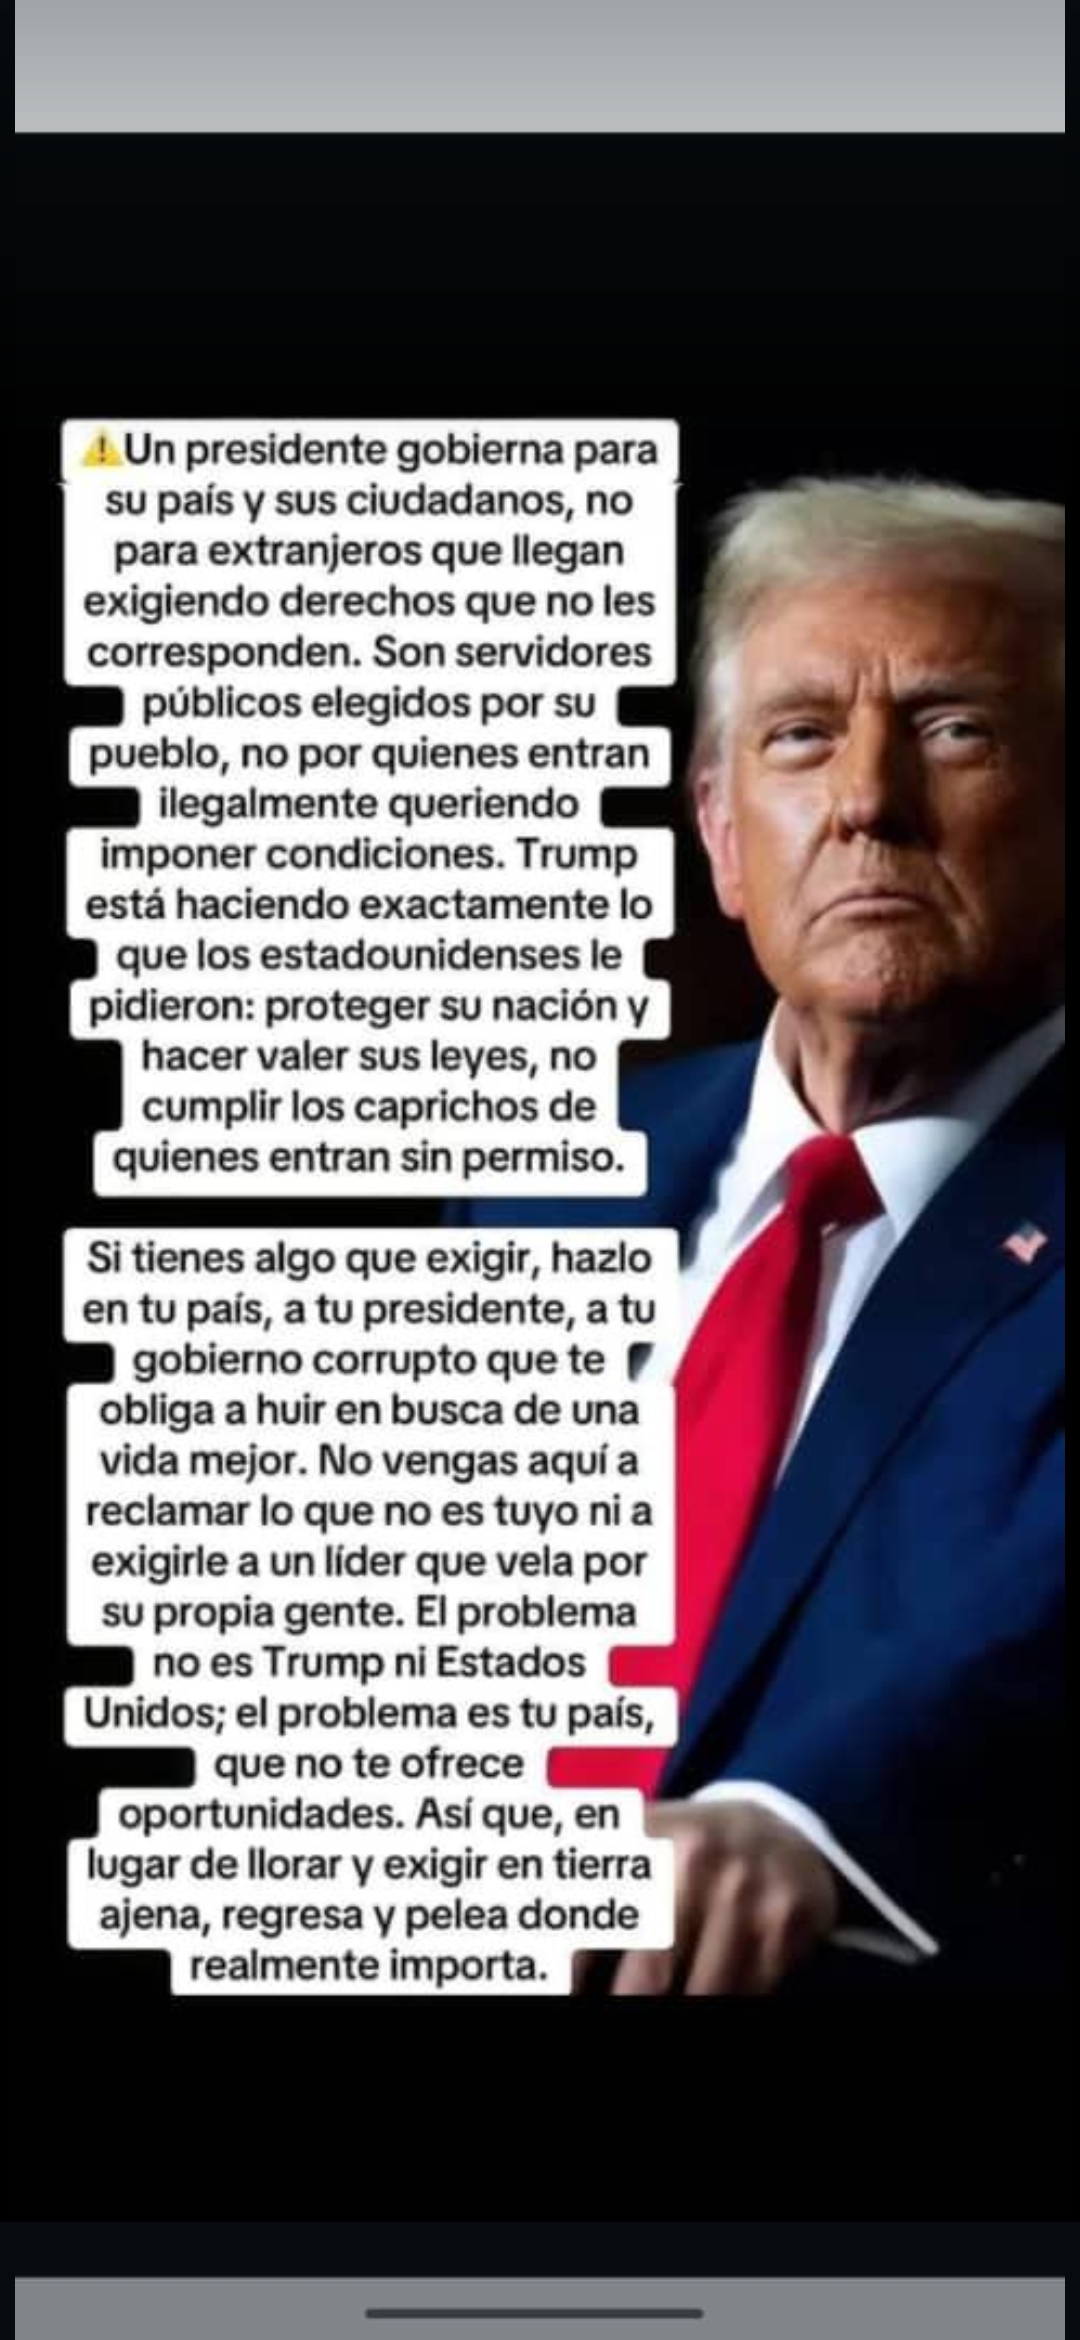 ⚠️Un presidente gobierna para
su país y sus ciudadanos, no
para extranjeros que llegan
exigiendo derechos que no les
corresponden. Son servidores
públicos elegidos por su
pueblo, no por quienes entran
ilegalmente queriendo
imponer condiciones. Trump
está haciendo exactamente lo
que los estadounidenses le
pidieron: proteger su nación y
hacer valer sus leyes, no
cumplir los caprichos de
quienes entran sin permiso.
Si tienes algo que exigir, hazlo
en tu país, a tu presidente, a tu
gobierno corrupto que te
obliga a huir en busca de una
vida mejor. No vengas aquí a
reclamar lo que no es tuyo ni a
exigirle a un líder que vela por
su propia gente. El problema
no es Trump ni Estados
Unidos; el problema es tu país,
que no te ofrece
oportunidades. Así que, en
lugar de llorar y exigir en tierra
ajena, regresa y pelea donde
realmente importa.